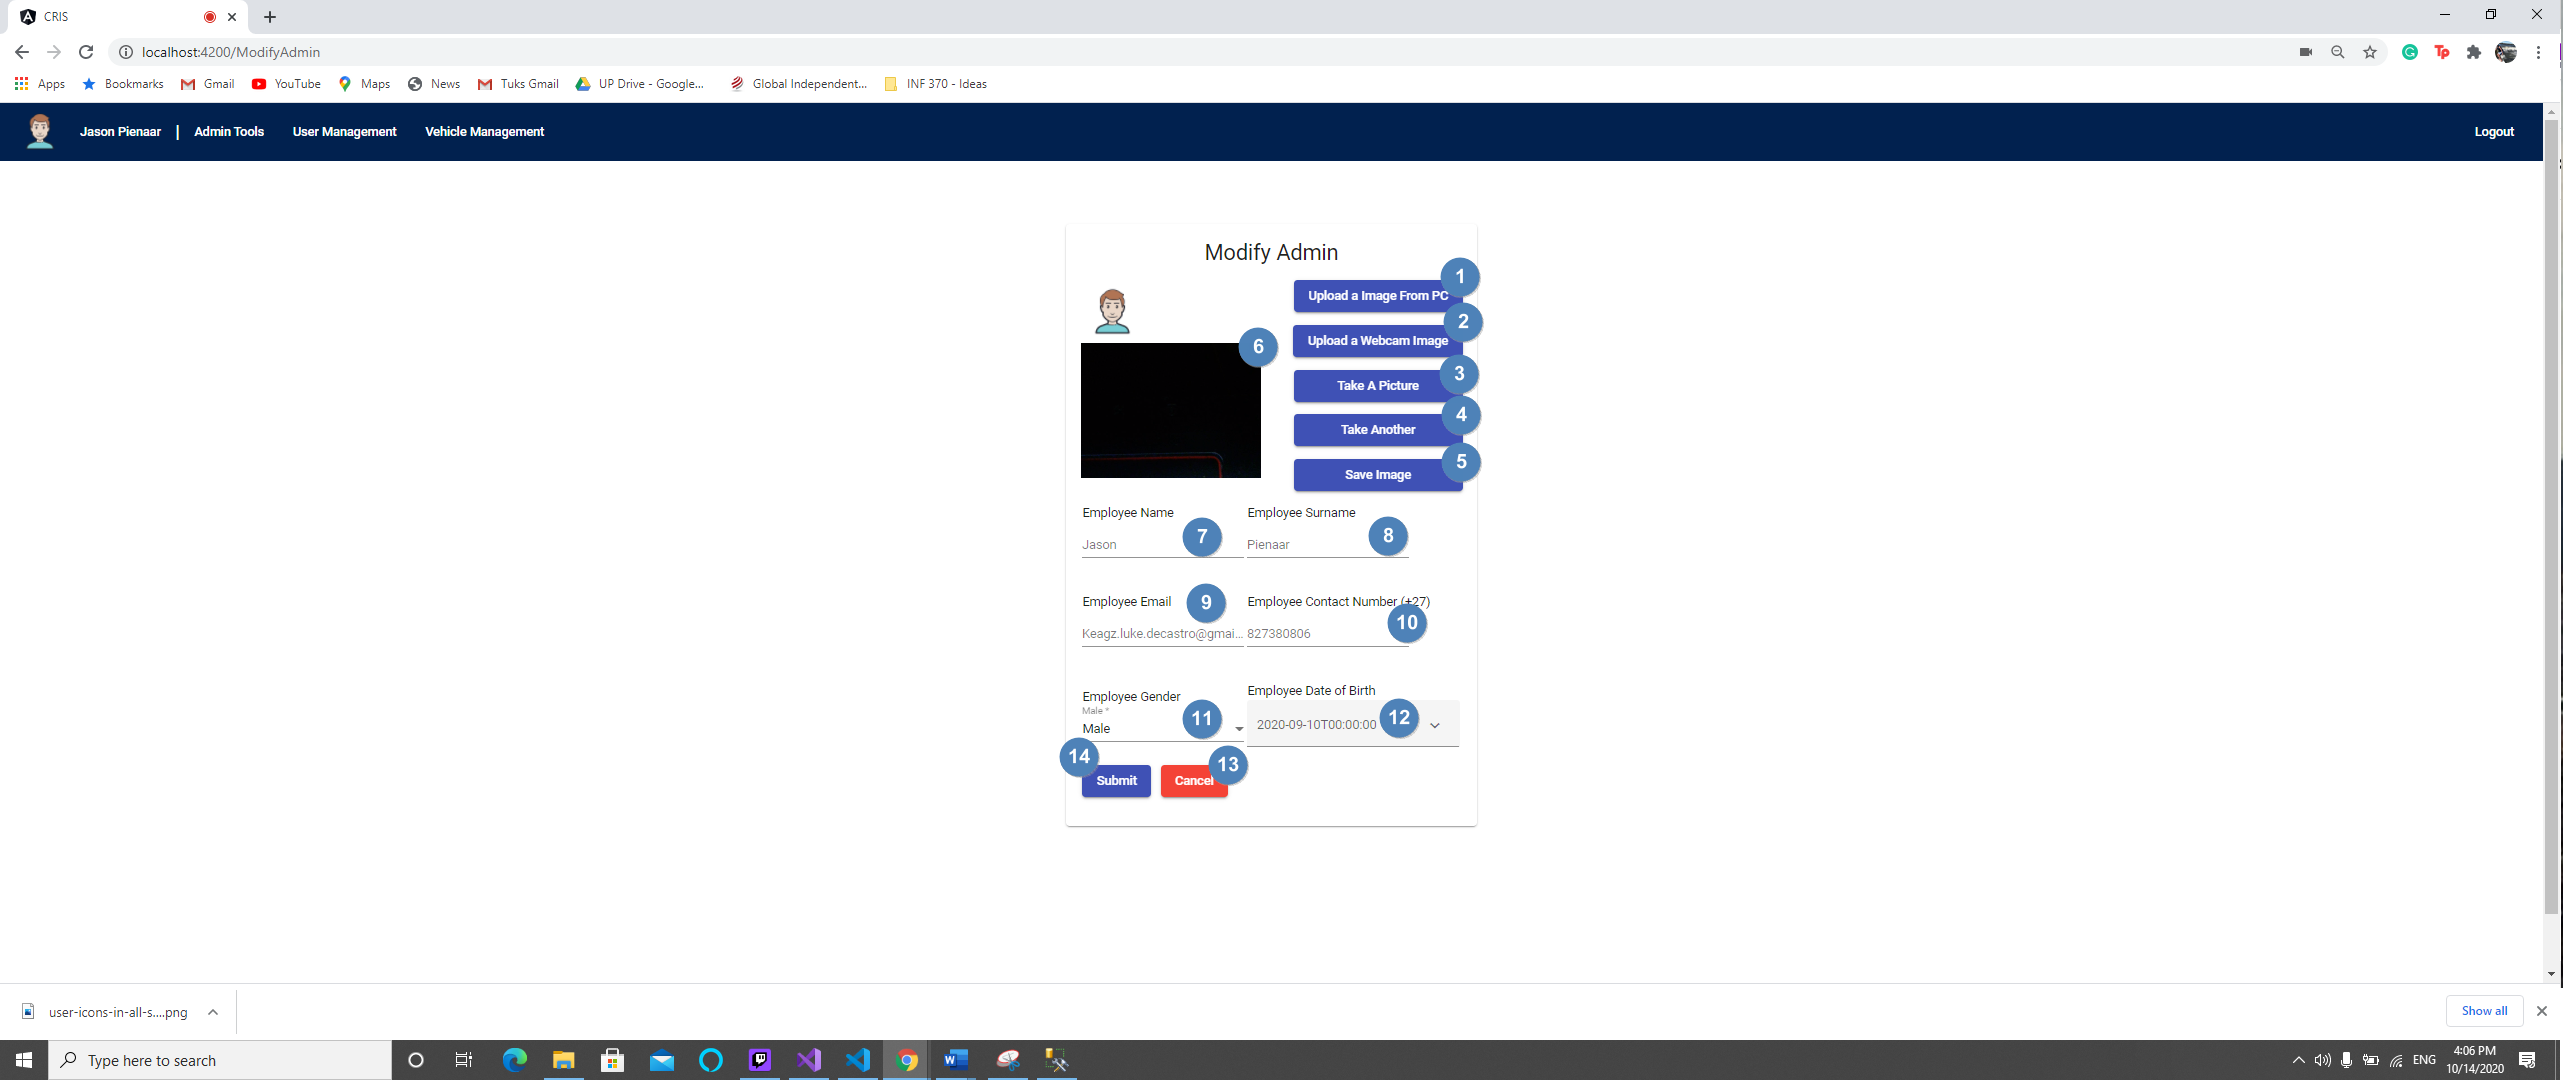 CRIS
localhost:4200/ModifyAdmin
Apps Bookmarks Gmail YouTube Maps News Tuks Gmail UP Drive - Google... Global Independent... INF 370 - Ideas
Jason Pienaar | Admin Tools User Management Vehicle Management Logout
Modify Admin
1
Upload a Image From PC
2
Upload a Webcam Image
6
3
Take A Picture
4
Take Another
5
Save Image
Employee Name Employee Surname
7 8
Jason Pienaar
Employee Email 9 Employee Contact Number (+27)
10
Keagz.luke.decastro@gmai... 827380806
Employee Gender Employee Date of Birth
Male *
11 12
Male 2020-09-10T00:00:00
14 13
Submit Cancel
user-icons-in-all-s....png Show all
Type here to search ENG 4:06 PM
10/14/2020